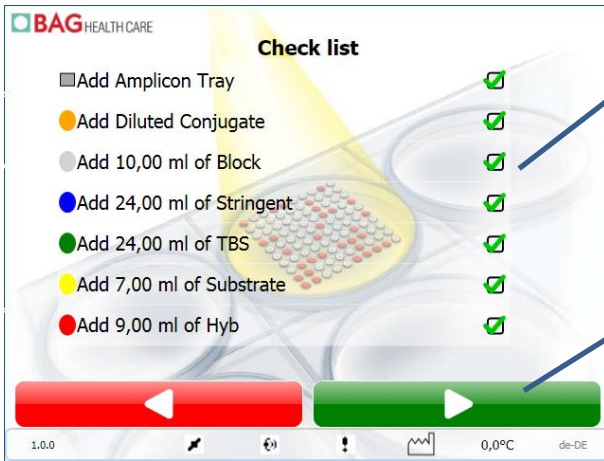 BAG HEALTH CARE
Check list
Add Amplicon Tray
Add Diluted Conjugate
Add 10,00 ml of Block
Add 24,00 ml of Stringent
Add 24,00 ml of TBS
Add 7,00 ml of Substrate
Add 9,00 ml of Hyb
1.0.0 0,0°C de-DE